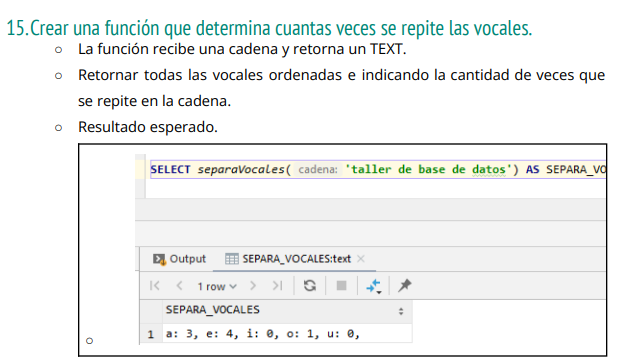 15.Crear una función que determina cuantas veces se repite las vocales.
o La función recibe una cadena y retorna un TEXT.
o Retornar todas las vocales ordenadas e indicando la cantidad de veces que
se repite en la cadena.
o Resultado esperado.
SELECT separaVocales( cadena: 'taller de base de datos') AS SEPARA_VO
Output SEPARA_VOCALES:text
1 row
SEPARA_VOCALES
1 a: 3, e: 4, i: 0, o: 1, u: 0,
o